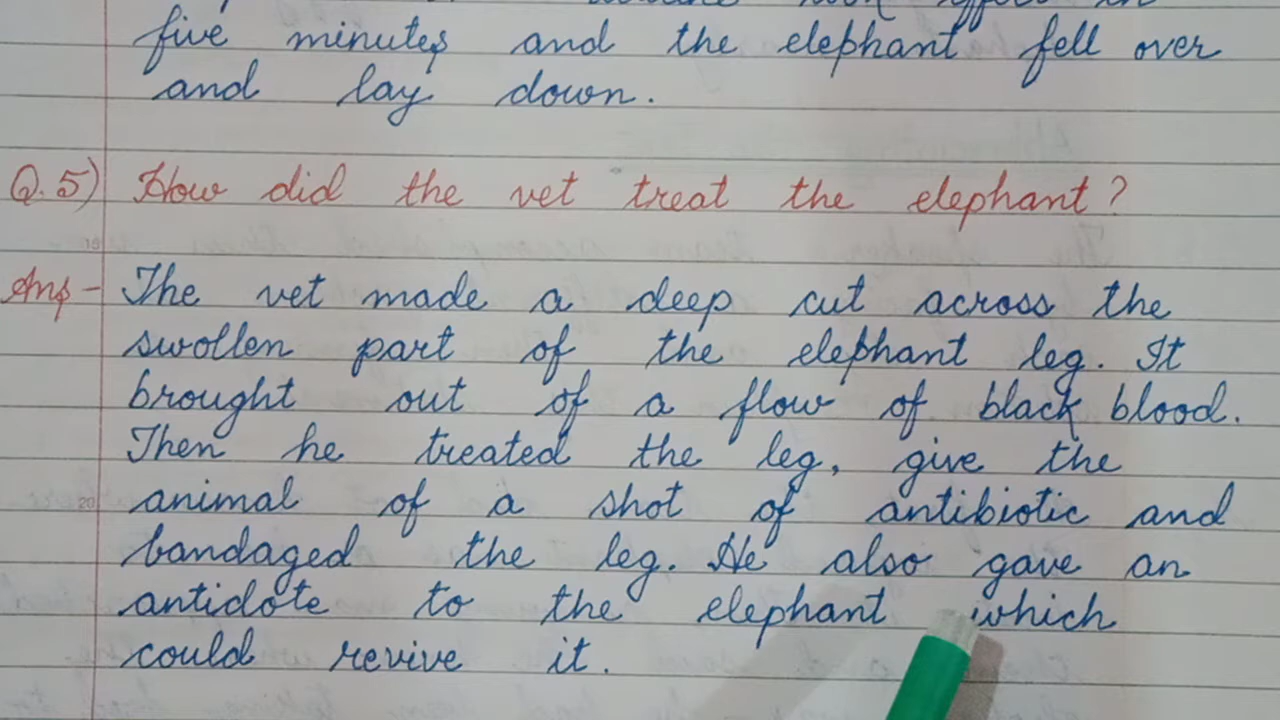 five minutes and the elephant fell over
and lay down.
Q.5) How did the vet treat the elephant?
19
Ans- The vet made a deep cut across the
swollen part of the elephant leg. It
brought out of a flow of black blood.
Then he treated the leg, give the
20 animal of a shot of antibiotic and
bandaged the leg. He also gave an
antidote to the elephant which
could revive it.